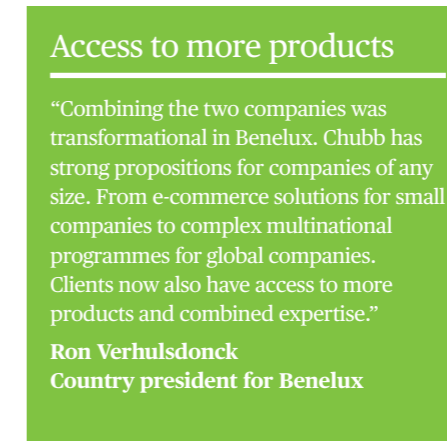 Access to more products
“Combining the two companies was
transformational in Benelux. Chubb has
strong propositions for companies of any
size. From e-commerce solutions for small
companies to complex multinational
programmes for global companies.
Clients now also have access to more
products and combined expertise.”
Ron Verhulsdonck
Country president for Benelux